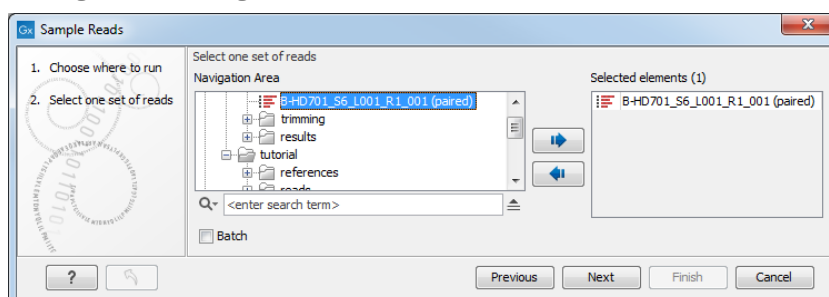 Gx Sample Reads
1. Choose where to run
2. Select one set of reads
Select one set of reads
Navigation Area
B-HD701_S6_L001_R1_001 (paired)
trimming
results
tutorial
references
reads
<enter search term>
Batch
Selected elements (1)
B-HD701_S6_L001_R1_001 (paired)
?
Previous
Next
Finish
Cancel